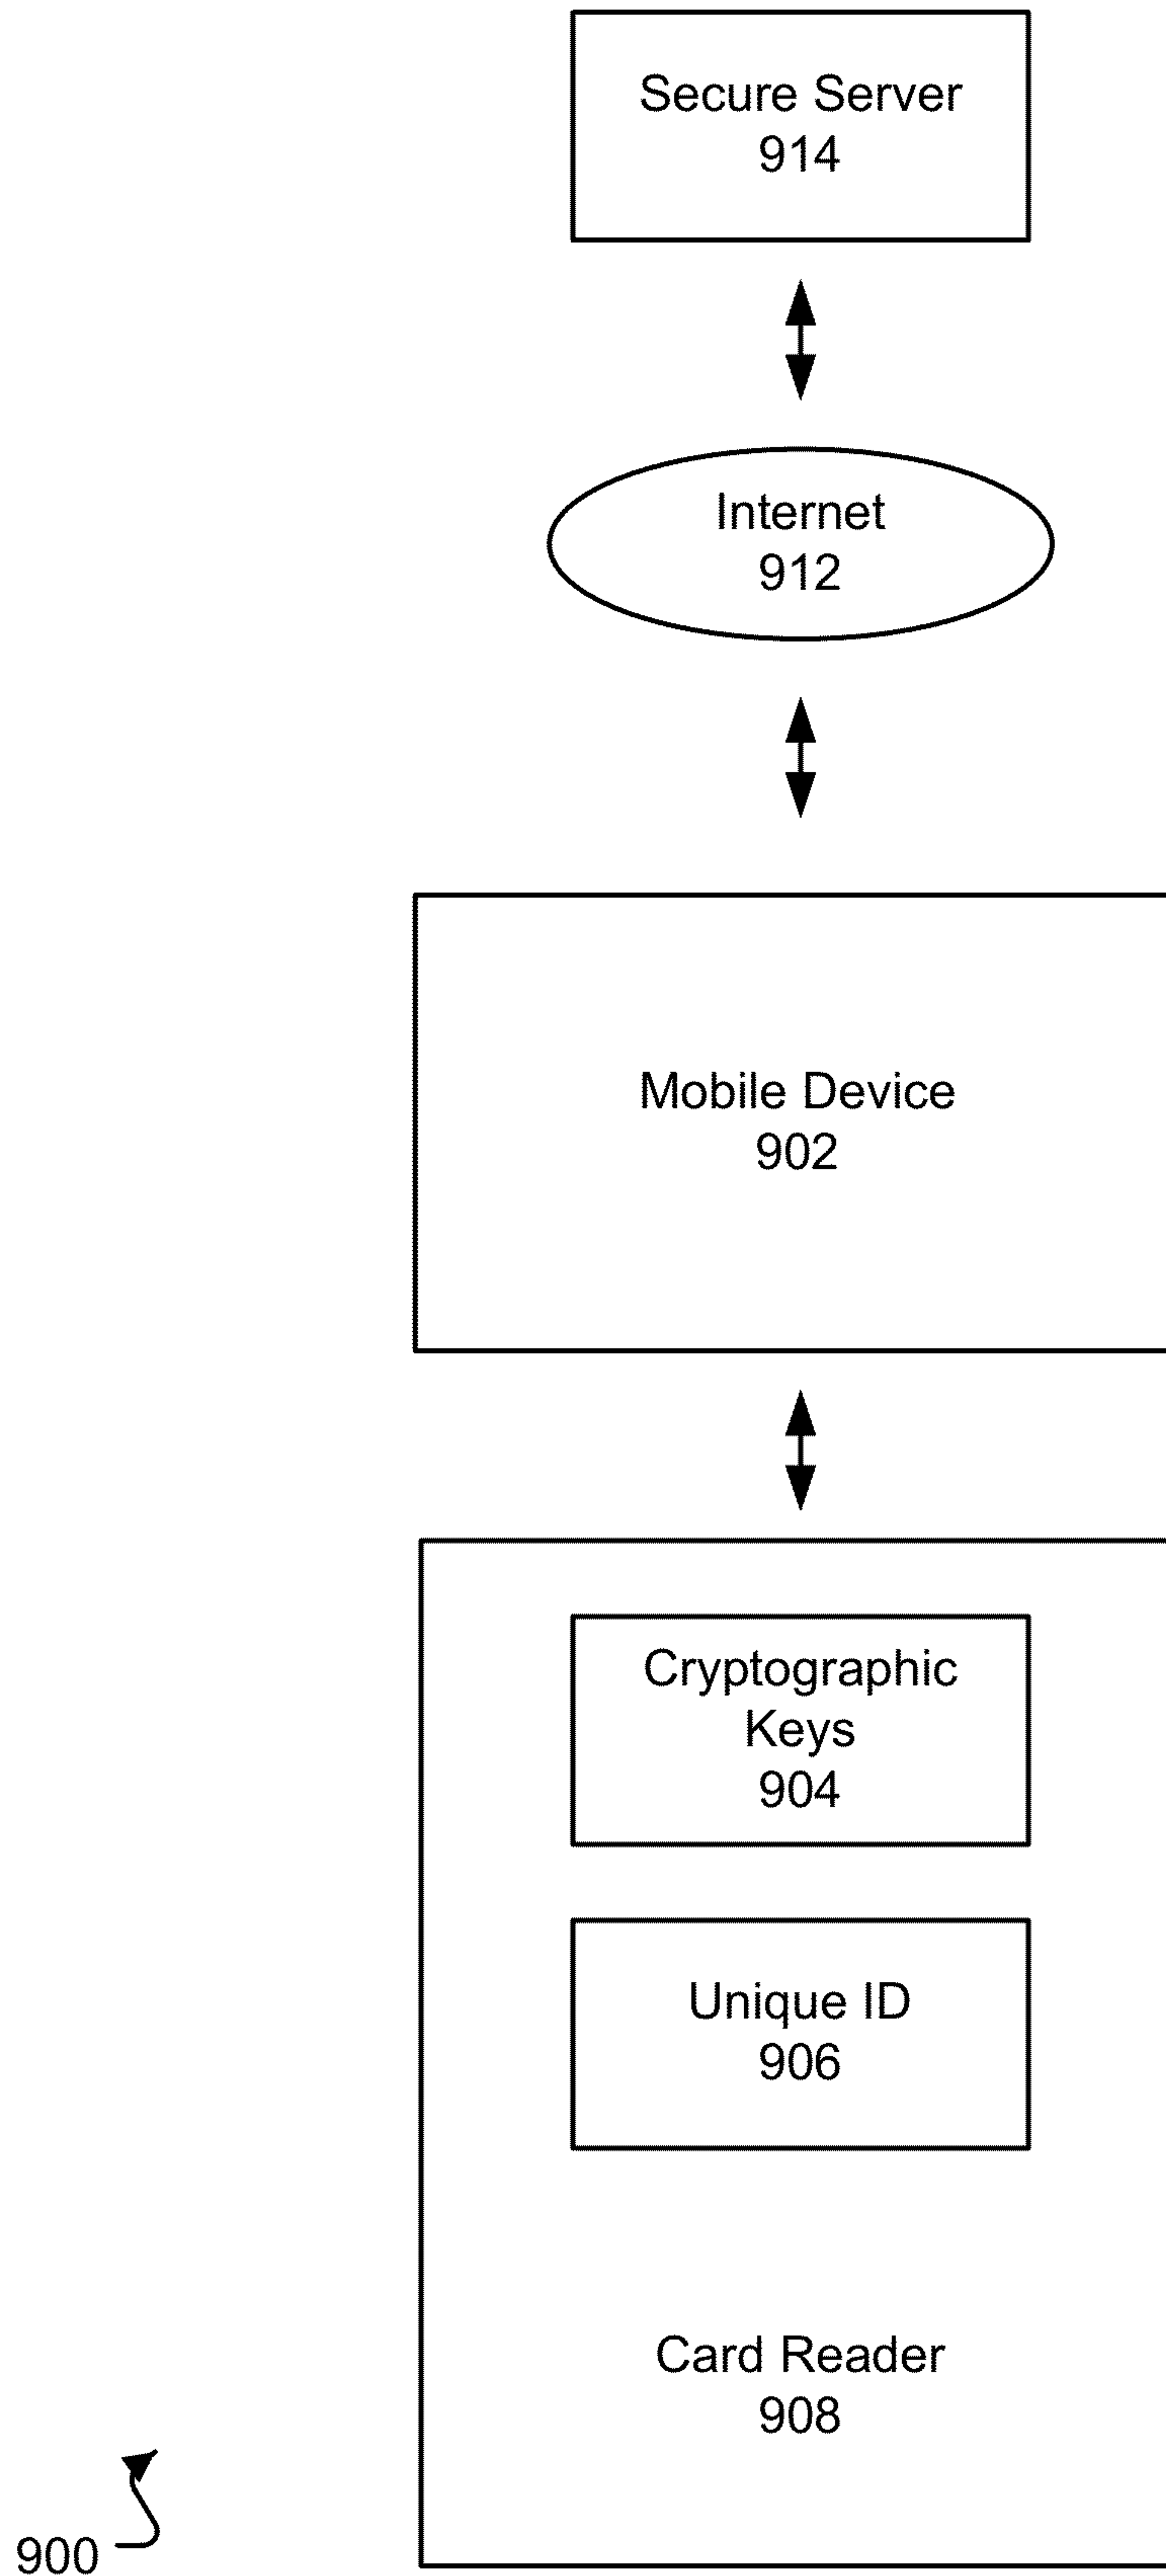 Secure Server
914
Internet
912
Mobile Device
902
Cryptographic
Keys
904
Unique ID
906
Card Reader
908
900